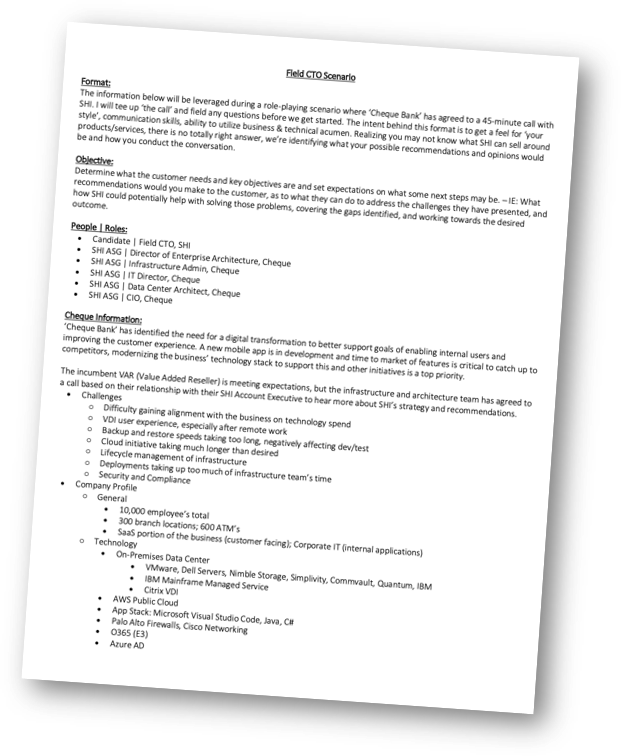 Field CTO Scenario
Format:
The information below will be leveraged during a role-playing scenario where 'Cheque Bank' has agreed to a 45-minute call with
SHI. I will tee up 'the call' and field any questions before we get started. The intent behind this format is to get a feel for 'your
style', communication skills, ability to utilize business & technical acumen. Realizing you may not know what SHI can sell around
products/services, there is no totally right answer, we're identifying what your possible recommendations and opinions would
be and how you conduct the conversation.
Objective:
Determine what the customer needs and key objectives are and set expectations on what some next steps may be. – IE: What
recommendations would you make to the customer, as to what they can do to address the challenges they have presented, and
how SHI could potentially help with solving those problems, covering the gaps identified, and working towards the desired
outcome.
People | Roles:
• Candidate | Field CTO, SHI
• SHI ASG | Director of Enterprise Architecture, Cheque
• SHI ASG | Infrastructure Admin, Cheque
• SHI ASG | IT Director, Cheque
• SHI ASG | Data Center Architect, Cheque
• SHI ASG | CIO, Cheque
Cheque Information:
'Cheque Bank' has identified the need for a digital transformation to better support goals of enabling internal users and
improving the customer experience. A new mobile app is in development and time to market of features is critical to catch up to
competitors, modernizing the business' technology stack to support this and other initiatives is a top priority.
The incumbent VAR (Value Added Reseller) is meeting expectations, but the infrastructure and architecture team has agreed to
a call based on their relationship with their SHI Account Executive to hear more about SHI's strategy and recommendations.
• Challenges
o Difficulty gaining alignment with the business on technology spend
o VDI user experience, especially after remote work
o Backup and restore speeds taking too long, negatively affecting dev/test
o Cloud initiative taking much longer than desired
o Lifecycle management of infrastructure
o Deployments taking up too much of infrastructure team's time
o Security and Compliance
• Company Profile
o General
• 10,000 employee's total
• 300 branch locations; 600 ATM's
• SaaS portion of the business (customer facing); Corporate IT (internal applications)
o Technology
• On-Premises Data Center
• VMware, Dell Servers, Nimble Storage, Simplivity, Commvault, Quantum, IBM
• IBM Mainframe Managed Service
• Citrix VDI
• AWS Public Cloud
• App Stack: Microsoft Visual Studio Code, Java, C#
• Palo Alto Firewalls, Cisco Networking
• O365 (E3)
• Azure AD